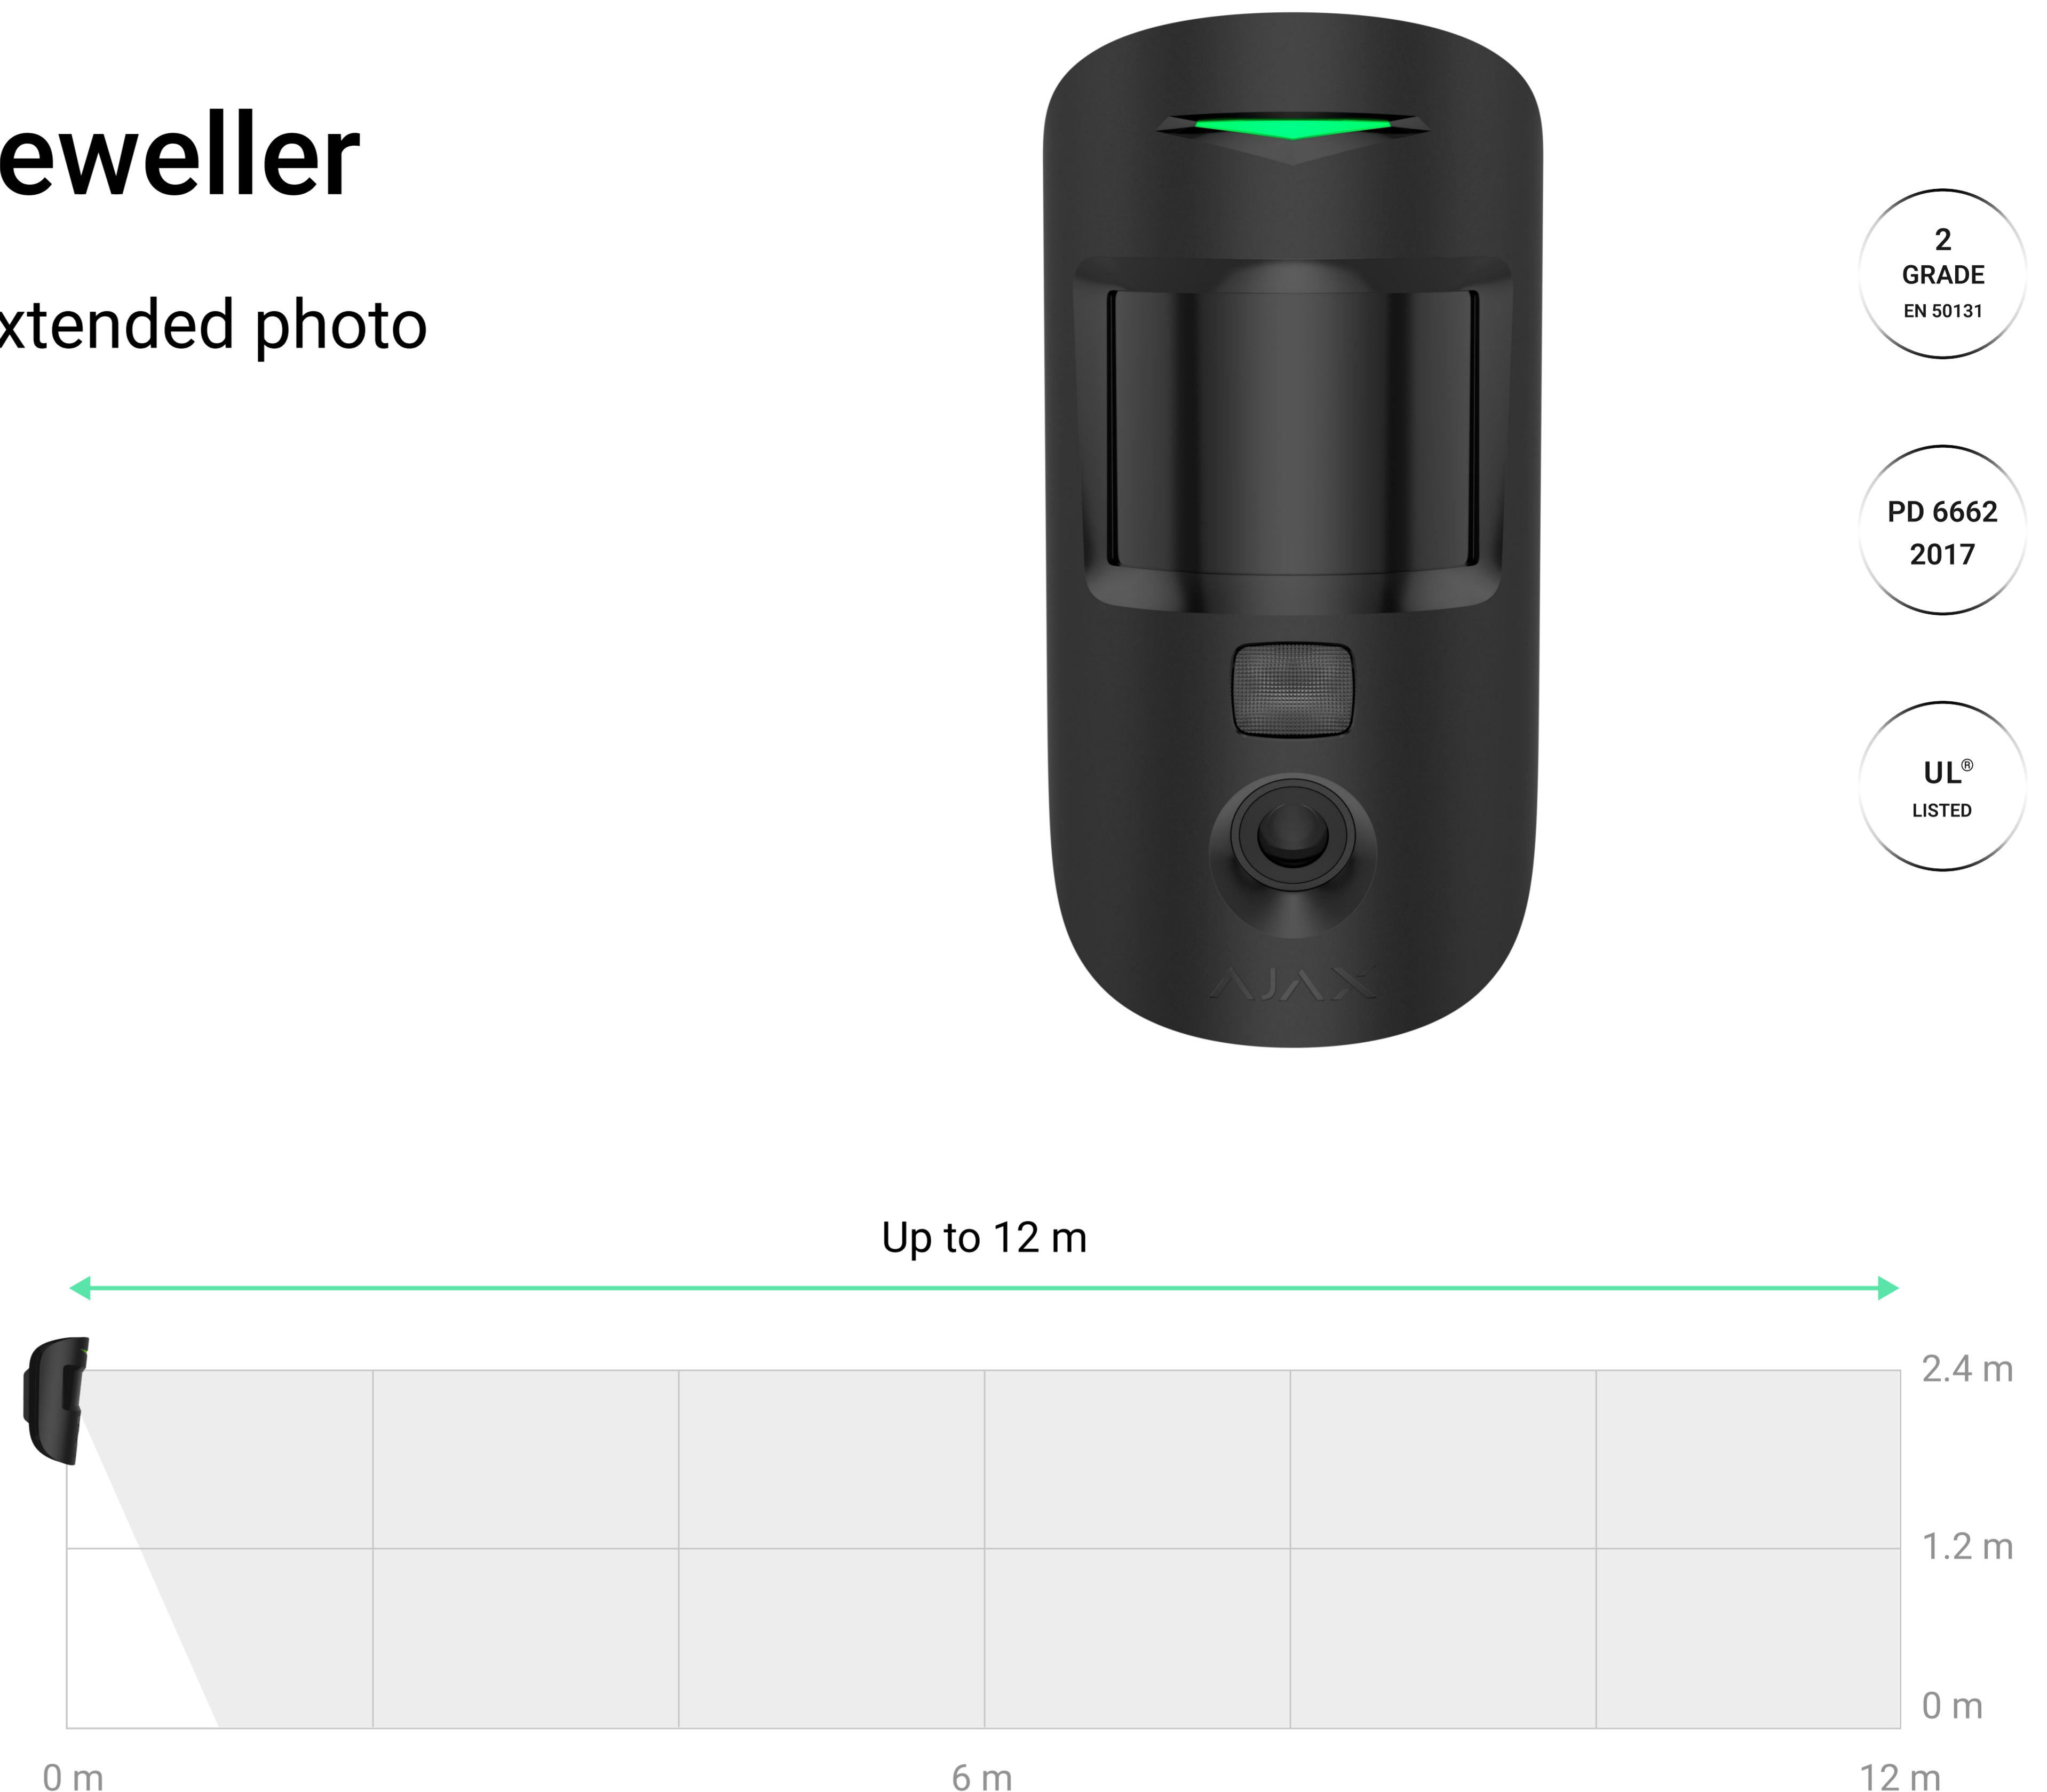 eweller
xtended photo
2
GRADE
EN 50131
PD 6662
2017
UL®
LISTED
AJAX
Up to 12 m
2.4 m
1.2 m
0 m
0 m
6 m
12 m